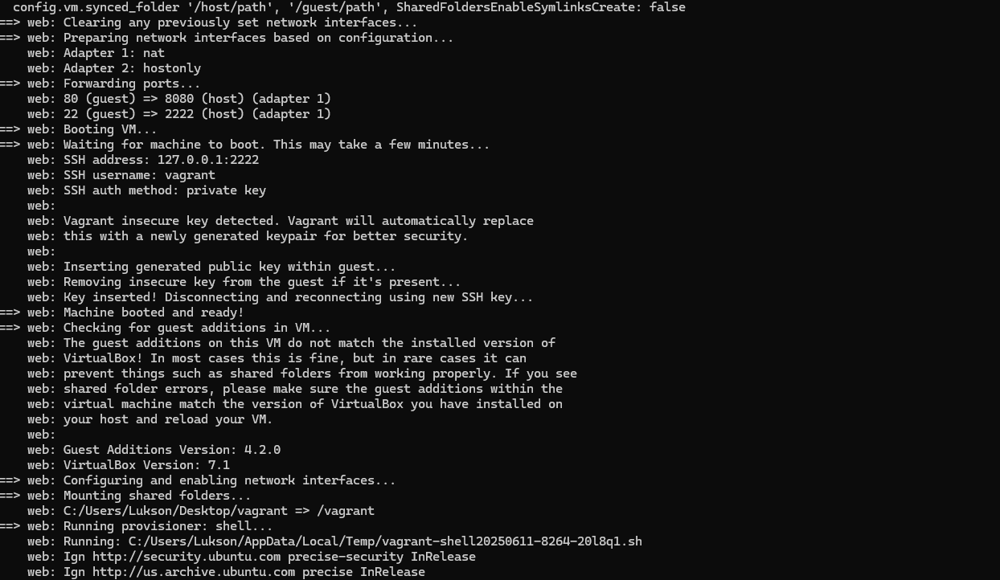 config.vm.synced_folder '/host/path', '/guest/path', SharedFoldersEnableSymlinksCreate: false
==> web: Clearing any previously set network interfaces...
==> web: Preparing network interfaces based on configuration...
    web: Adapter 1: nat
    web: Adapter 2: hostonly
==> web: Forwarding ports...
    web: 80 (guest) => 8080 (host) (adapter 1)
    web: 22 (guest) => 2222 (host) (adapter 1)
==> web: Booting VM...
==> web: Waiting for machine to boot. This may take a few minutes...
    web: SSH address: 127.0.0.1:2222
    web: SSH username: vagrant
    web: SSH auth method: private key
    web:
    web: Vagrant insecure key detected. Vagrant will automatically replace
    web: this with a newly generated keypair for better security.
    web:
    web: Inserting generated public key within guest...
    web: Removing insecure key from the guest if it's present...
    web: Key inserted! Disconnecting and reconnecting using new SSH key...
==> web: Machine booted and ready!
==> web: Checking for guest additions in VM...
    web: The guest additions on this VM do not match the installed version of
    web: VirtualBox! In most cases this is fine, but in rare cases it can
    web: prevent things such as shared folders from working properly. If you see
    web: shared folder errors, please make sure the guest additions within the
    web: virtual machine match the version of VirtualBox you have installed on
    web: your host and reload your VM.
    web:
    web: Guest Additions Version: 4.2.0
    web: VirtualBox Version: 7.1
==> web: Configuring and enabling network interfaces...
==> web: Mounting shared folders...
    web: C:/Users/Lukson/Desktop/vagrant => /vagrant
==> web: Running provisioner: shell...
    web: Running: C:/Users/Lukson/AppData/Local/Temp/vagrant-shell20250611-8264-20l8q1.sh
    web: Ign http://security.ubuntu.com precise-security InRelease
    web: Ign http://us.archive.ubuntu.com precise InRelease